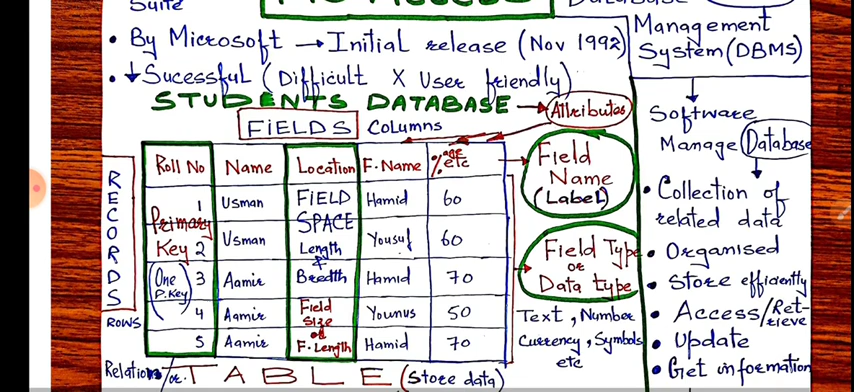 Suite
• By Microsoft → Initial release (Nov 1992)
• ↓ Sucessful (Difficult X User friendly)
STUDENTS DATABASE → Attributes
FIELDS Columns
RECORDS
ROWS
Roll No Name Location F.Name %age etc
1 Usman Hamid 60
2 Usman Yousuf 60
3 Aamir Hamid 70
4 Aamir Younus 50
5 Aamir Hamid 70
Primary
Key
(One
P.Key)
FIELD
SPACE
Length
&
Breadth
Field
Size
or
F.Length
Relation/or TABLE (store data)
Field
Name
(Label)
Field Type
or
Data type
Text, Number
Currency, Symbols
etc
Management
System (DBMS)
Software
Manage Database
• Collection of
related data
• Organised
• Store efficiently
• Access/Ret-
rieve
• Update
• Get information